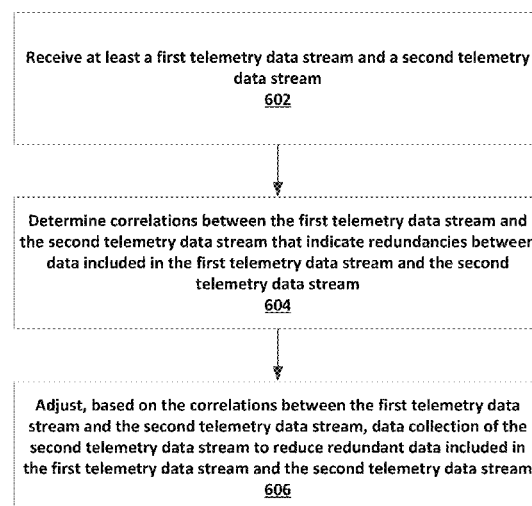 Receive at least a first telemetry data stream and a second telemetry
data stream
602
Determine correlations between the first telemetry data stream and
the second telemetry data stream that indicate redundancies between
data included in the first telemetry data stream and the second
telemetry data stream
604
Adjust, based on the correlations between the first telemetry data
stream and the second telemetry data stream, data collection of the
second telemetry data stream to reduce redundant data included in
the first telemetry data stream and the second telemetry data stream
606